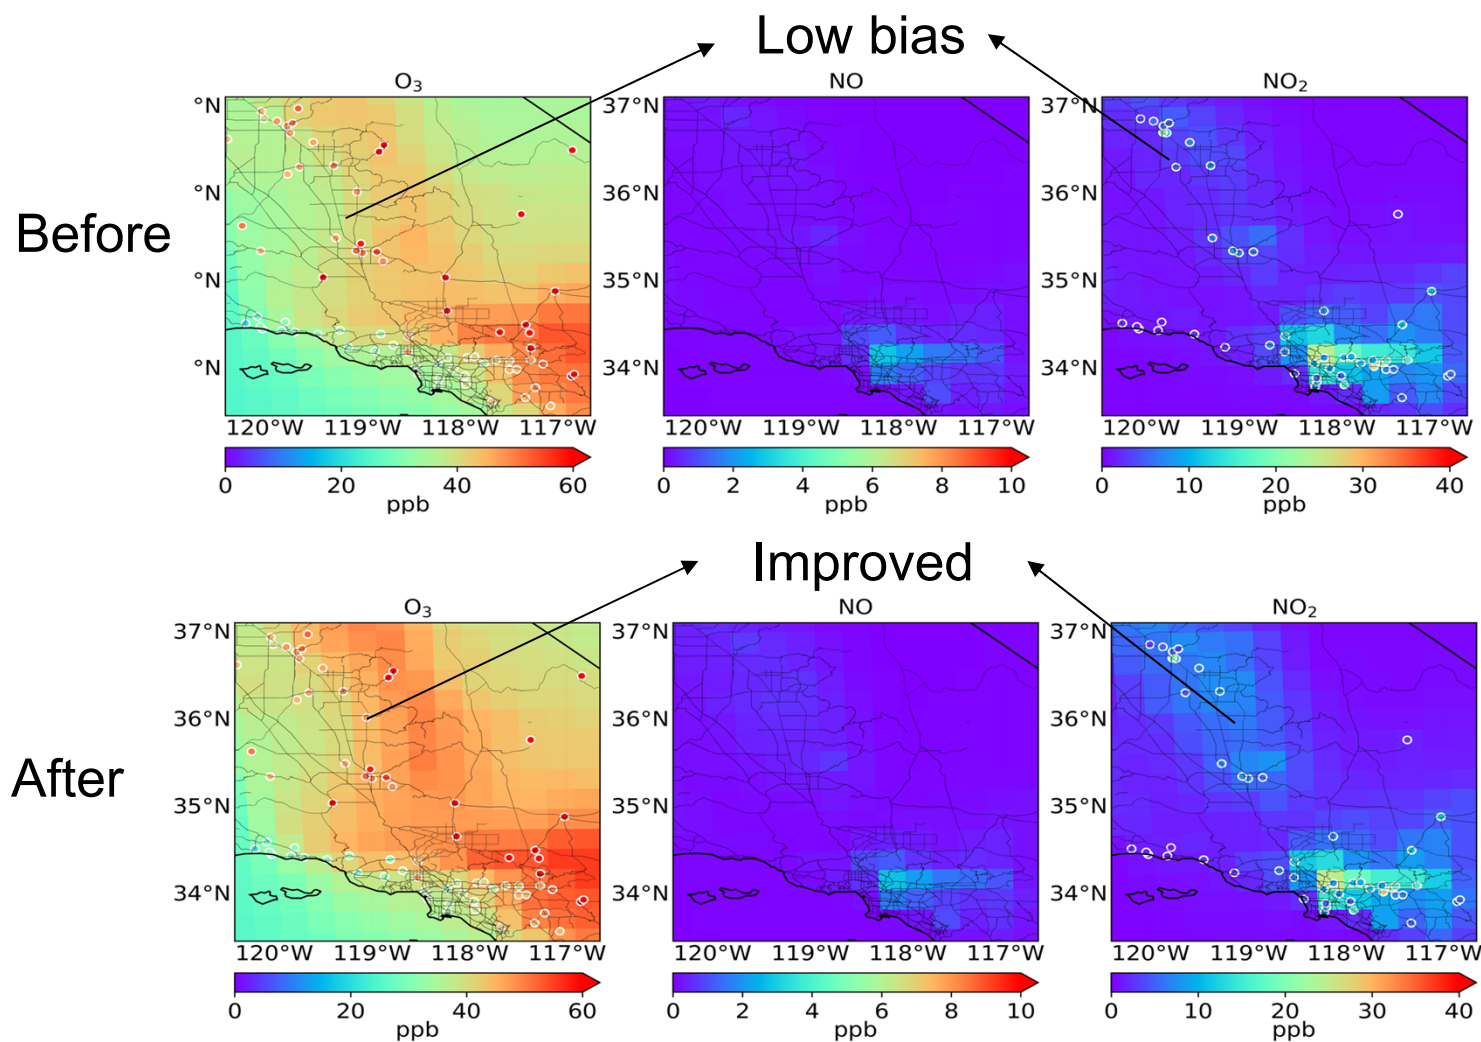 Low bias
O₃ NO NO₂
°N 37°N 37°N
°N 36°N 36°N
Before
°N 35°N 35°N
°N 34°N 34°N
120°W 119°W 118°W 117°W 120°W 119°W 118°W 117°W 120°W 119°W 118°W 117°W
0 20 40 60 0 2 4 6 8 10 0 10 20 30 40
ppb ppb ppb
Improved
O₃ NO NO₂
37°N 37°N 37°N
36°N 36°N 36°N
After
35°N 35°N 35°N
34°N 34°N 34°N
120°W 119°W 118°W 117°W 120°W 119°W 118°W 117°W 120°W 119°W 118°W 117°W
0 20 40 60 0 2 4 6 8 10 0 10 20 30 40
ppb ppb ppb